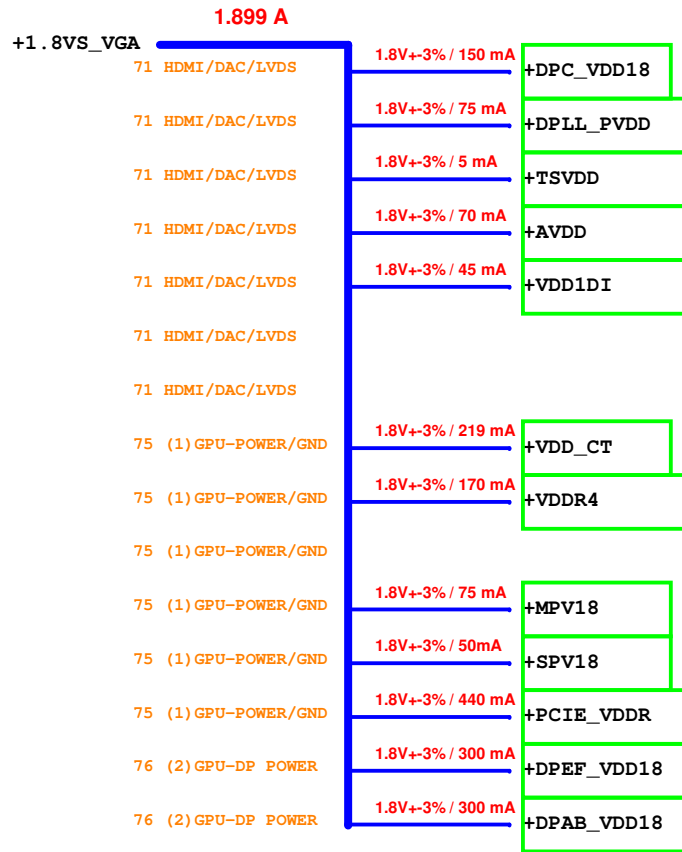 1.899 A
+1.8VS_VGA
71 HDMI/DAC/LVDS 1.8V+-3% / 150 mA +DPC_VDD18
71 HDMI/DAC/LVDS 1.8V+-3% / 75 mA +DPLL_PVDD
71 HDMI/DAC/LVDS 1.8V+-3% / 5 mA +TSVDD
71 HDMI/DAC/LVDS 1.8V+-3% / 70 mA +AVDD
71 HDMI/DAC/LVDS 1.8V+-3% / 45 mA +VDD1DI
71 HDMI/DAC/LVDS
71 HDMI/DAC/LVDS
75 (1)GPU-POWER/GND 1.8V+-3% / 219 mA +VDD_CT
75 (1)GPU-POWER/GND 1.8V+-3% / 170 mA +VDDR4
75 (1)GPU-POWER/GND
75 (1)GPU-POWER/GND 1.8V+-3% / 75 mA +MPV18
75 (1)GPU-POWER/GND 1.8V+-3% / 50mA +SPV18
75 (1)GPU-POWER/GND 1.8V+-3% / 440 mA +PCIE_VDDR
76 (2)GPU-DP POWER 1.8V+-3% / 300 mA +DPEF_VDD18
76 (2)GPU-DP POWER 1.8V+-3% / 300 mA +DPAB_VDD18